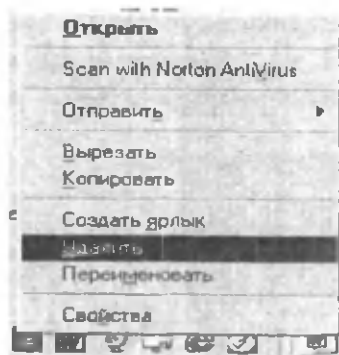 Открыть
Scan with Norton AntiVirus
Отправить
Вырезать
Копировать
Создать ярлык
Удалить
Переименовать
Свойства